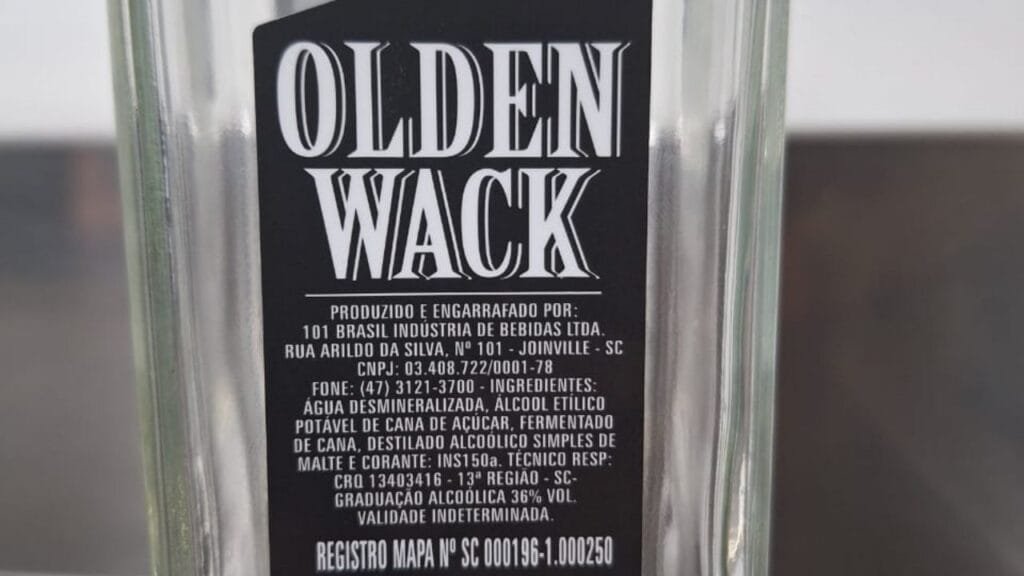 OLDEN
WACK
PRODUZIDO E ENGARRAFADO POR:
101 BRASIL INDÚSTRIA DE BEBIDAS LTDA.
RUA ARILDO DA SILVA, Nº 101 - JOINVILLE - SC
CNPJ: 03.408.722/0001-78
FONE: (47) 3121-3700 - INGREDIENTES:
ÁGUA DESMINERALIZADA, ÁLCOOL ETÍLICO
POTÁVEL DE CANA DE AÇÚCAR, FERMENTADO
DE CANA, DESTILADO ALCOÓLICO SIMPLES DE
MALTE E CORANTE: INS150a. TÉCNICO RESP:
CRQ 13403416 - 13ª REGIÃO - SC-
GRADUAÇÃO ALCOÓLICA 36% VOL.
VALIDADE INDETERMINADA.
REGISTRO MAPA Nº SC 000196-1.000250